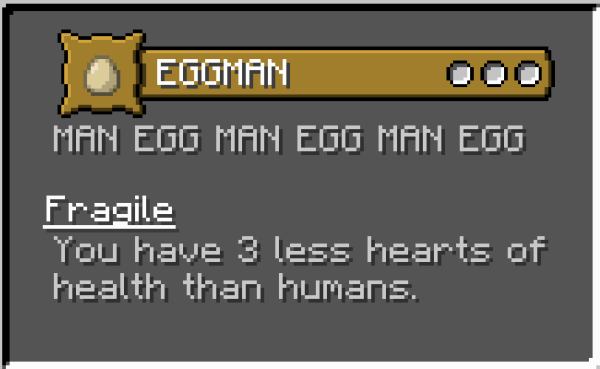 EGGMAN
MAN EGG MAN EGG MAN EGG
Fragile
You have 3 less hearts of
health than humans.